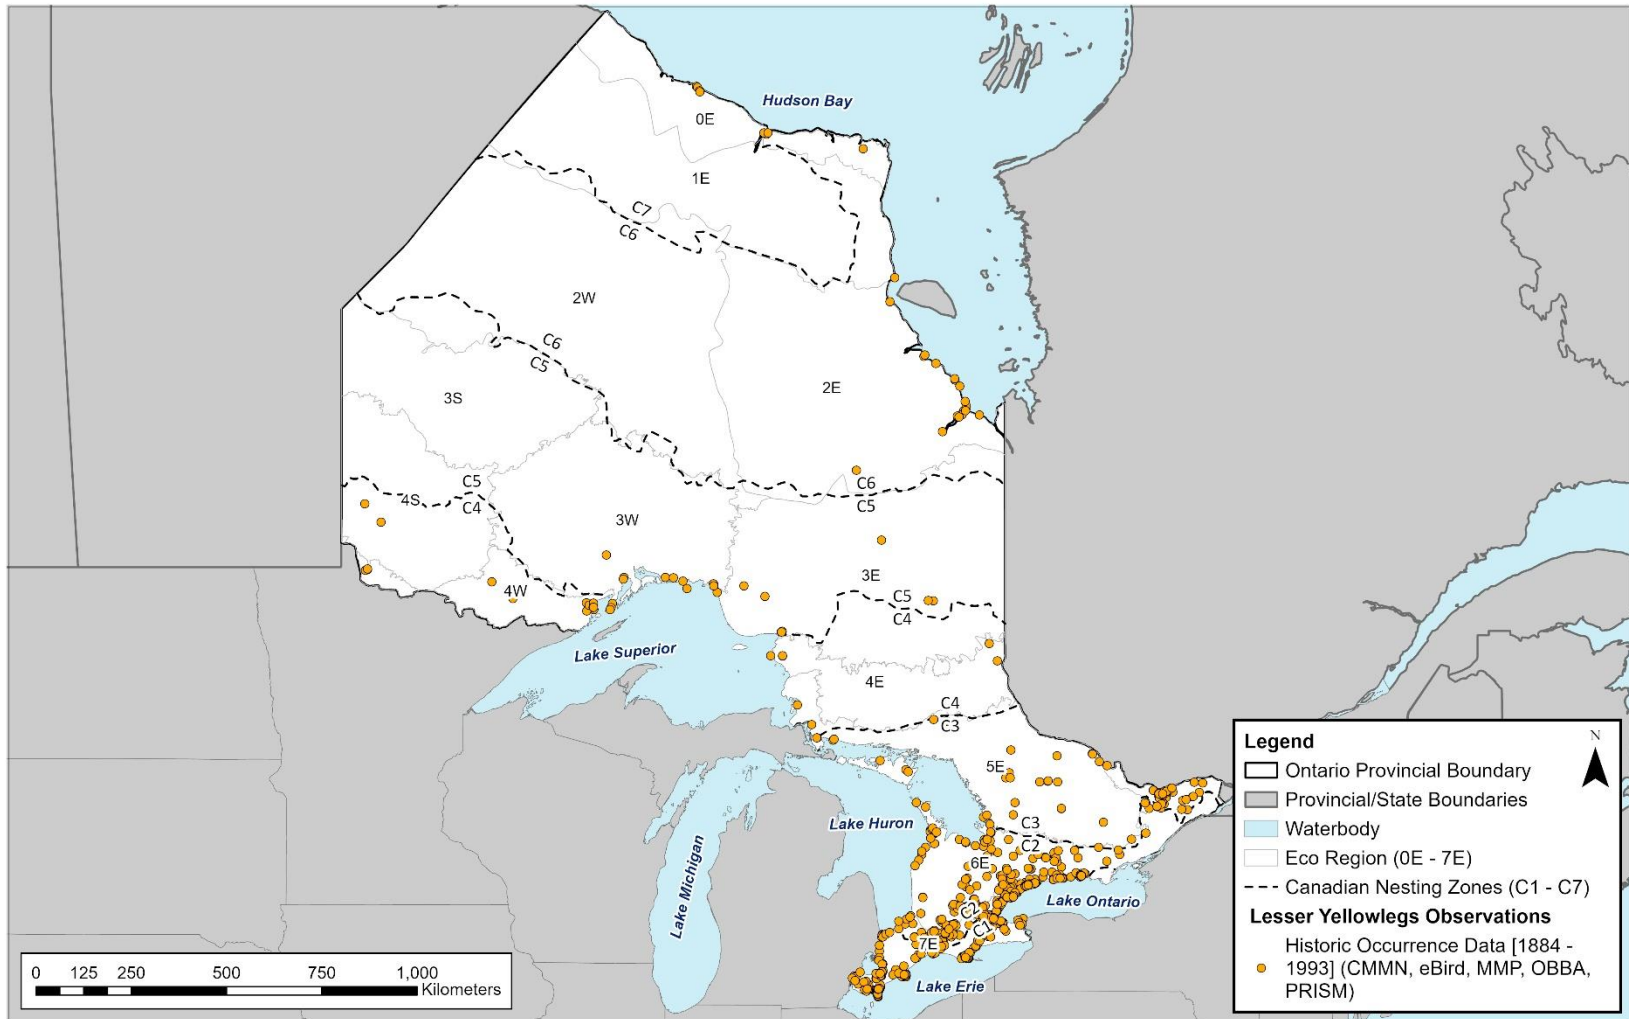 Hudson Bay
0E
1E
C7
C6
2W
C6
C5
3S
2E
C5
C4
4S
C6
C5
3W
3E
4W
C5
C4
Lake Superior
4E
C4
C3
5E
Lake Huron
C3
C2
6E
Lake Michigan
Lake Ontario
C2
C1
7E
Lake Erie
0 125 250 500 750 1,000
Kilometers
Legend
N
Ontario Provincial Boundary
Provincial/State Boundaries
Waterbody
Eco Region (0E - 7E)
Canadian Nesting Zones (C1 - C7)
Lesser Yellowlegs Observations
Historic Occurrence Data [1884 -
1993] (CMMN, eBird, MMP, OBBA,
PRISM)